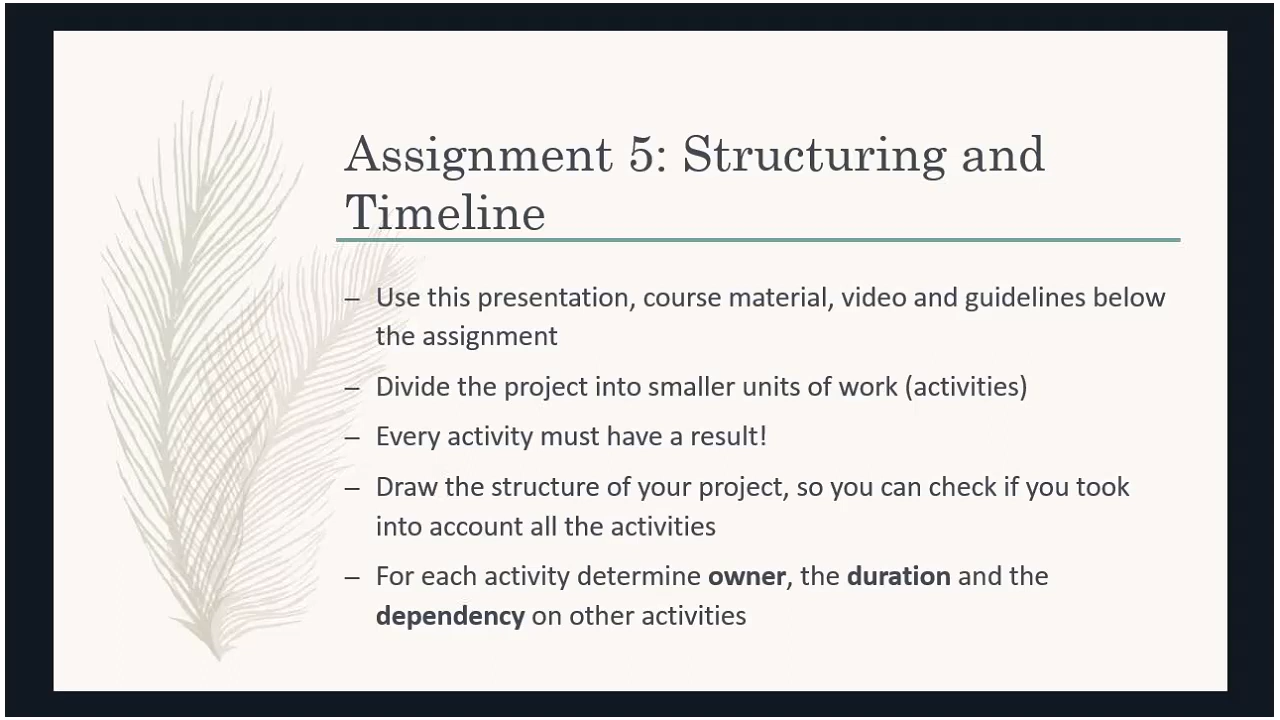 Assignment 5: Structuring and
Timeline
– Use this presentation, course material, video and guidelines below
the assignment
– Divide the project into smaller units of work (activities)
– Every activity must have a result!
– Draw the structure of your project, so you can check if you took
into account all the activities
– For each activity determine owner, the duration and the
dependency on other activities